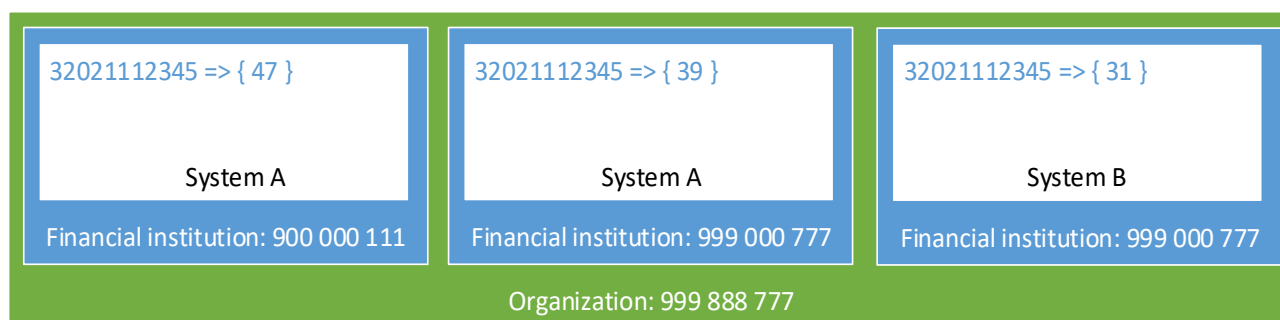 32021112345 => { 47 }
System A
Financial institution: 900 000 111
32021112345 => { 39 }
System A
Financial institution: 999 000 777
32021112345 => { 31 }
System B
Financial institution: 999 000 777
Organization: 999 888 777